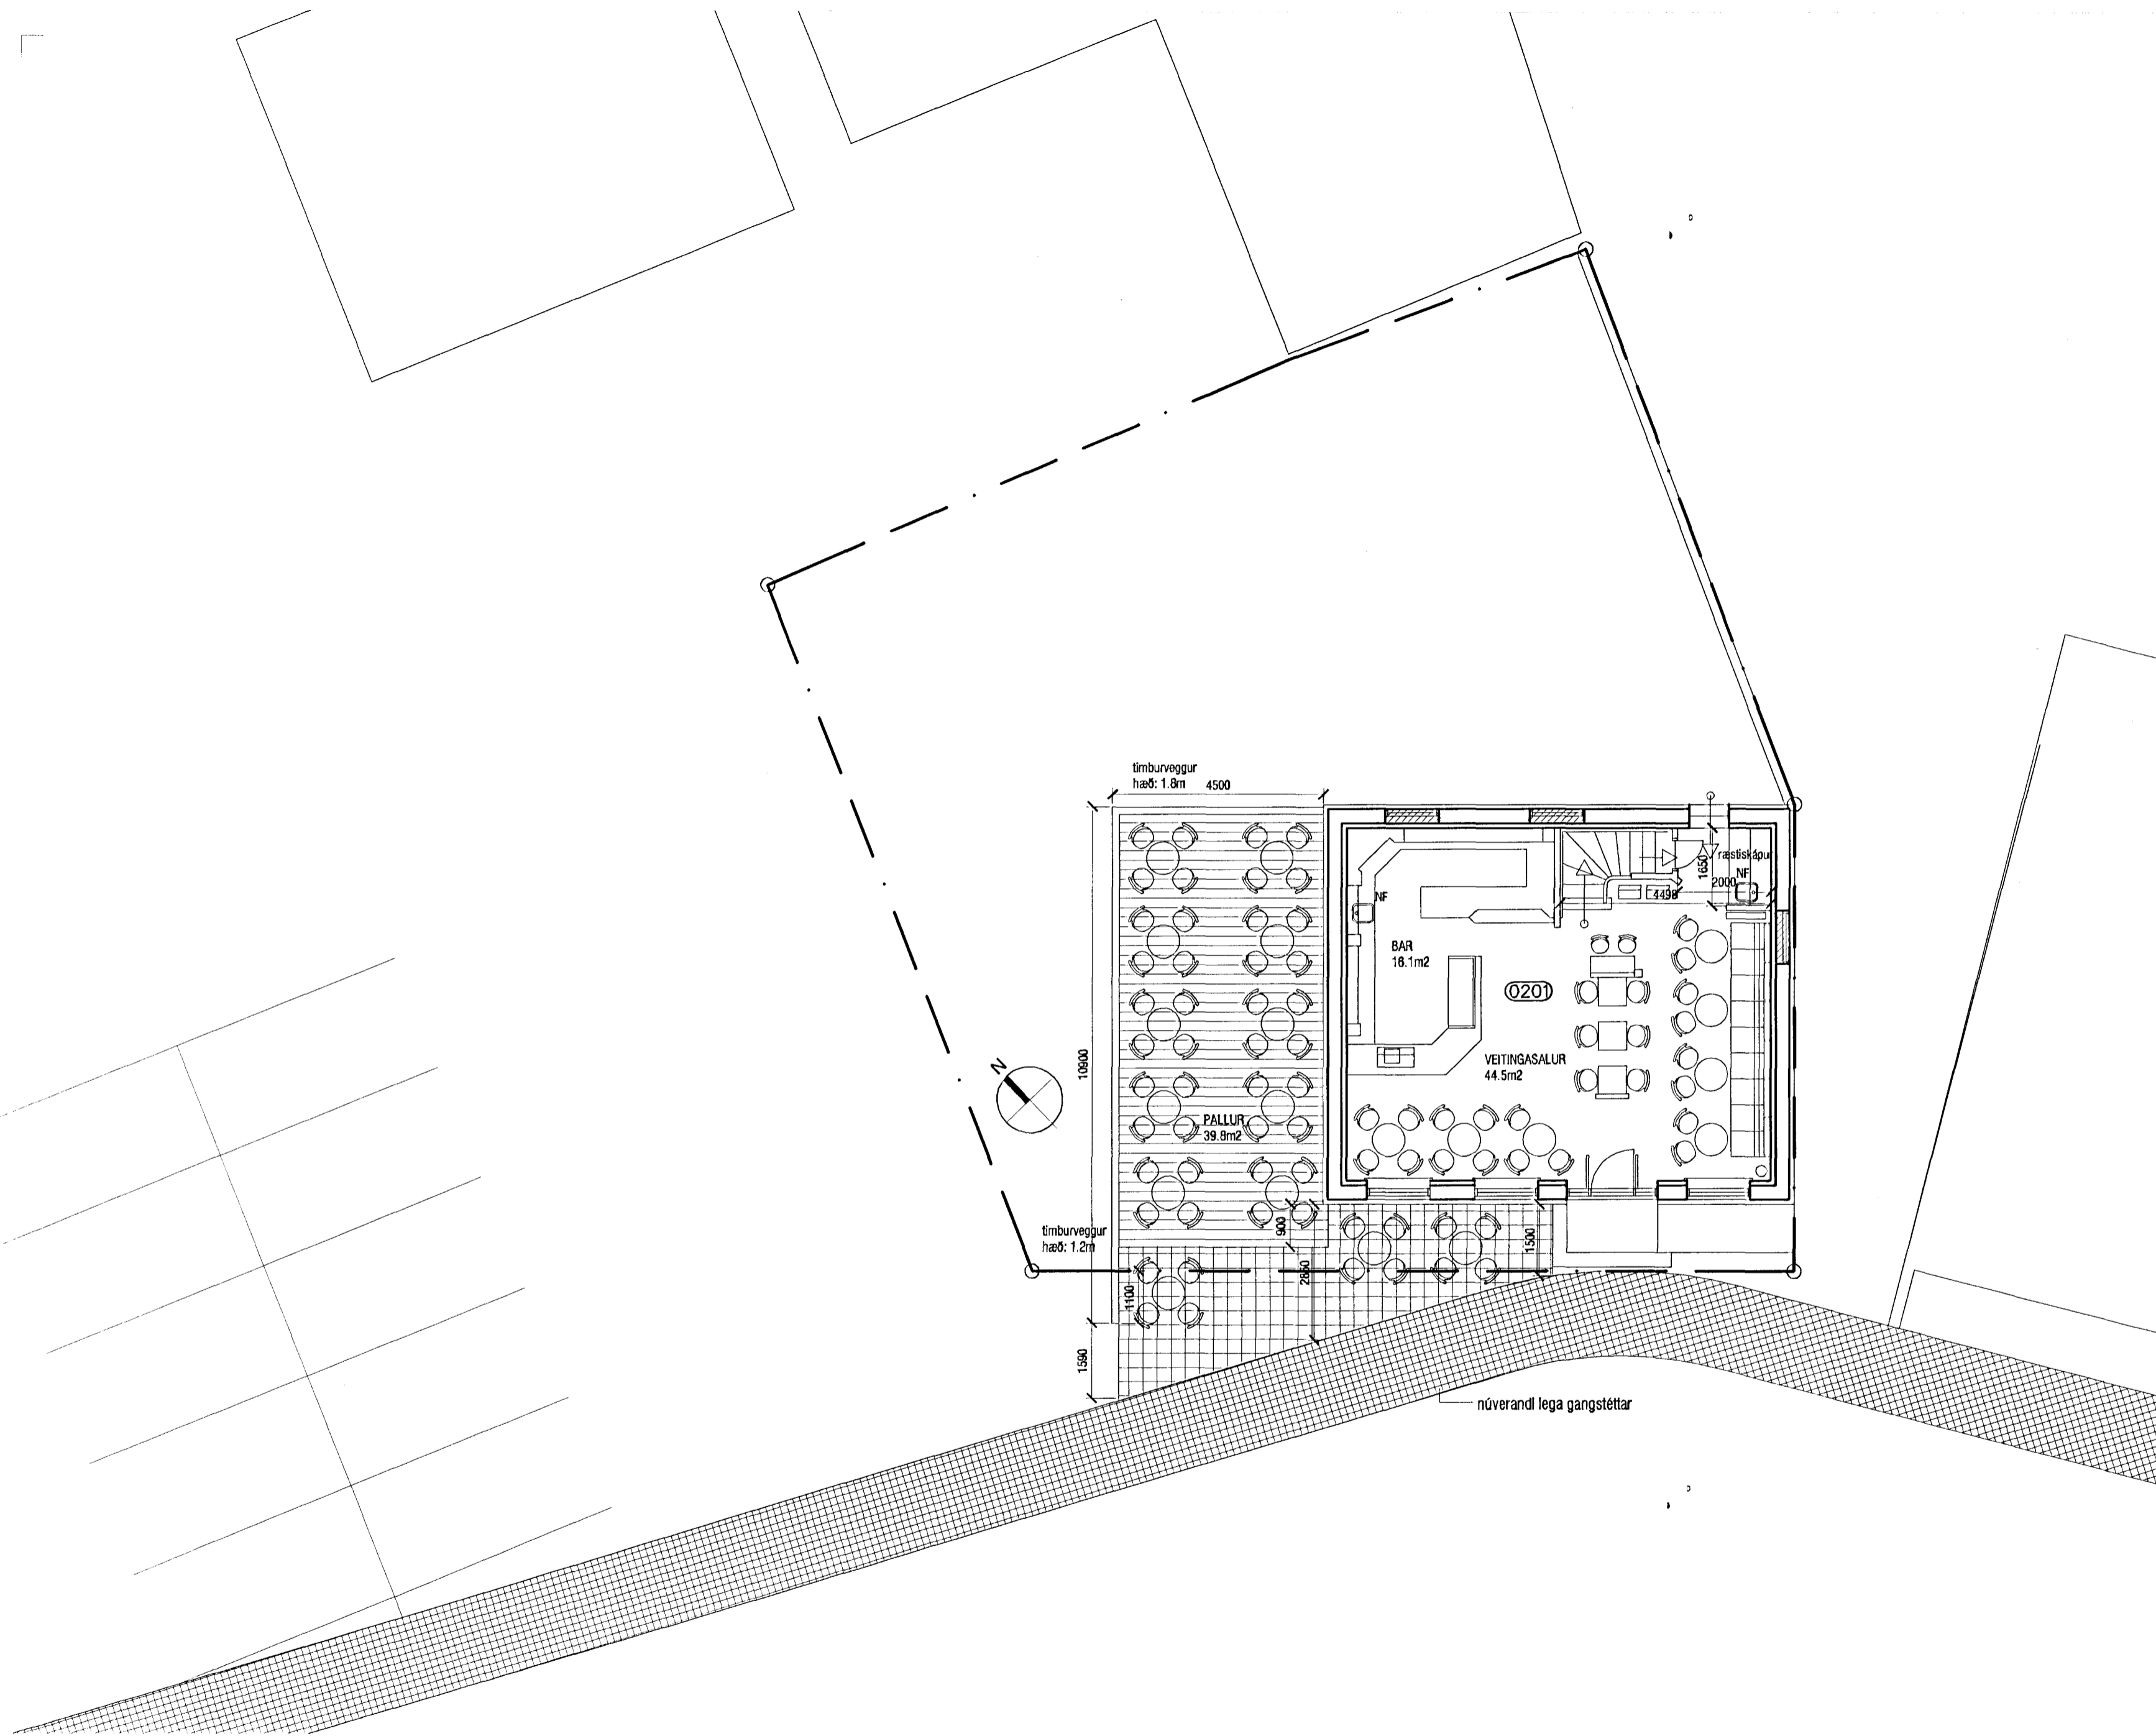 timburveggur
hæð: 1.8m
4500
10900
ræstiskápur
1650
NF
2000
4498
NF
BAR
16.1m2
0201
VEITINGASALUR
44.5m2
N
PALLUR
39.8m2
timburveggur
hæð: 1.2m
900
1500
2850
1100
1590
núverandi lega gangstéttar